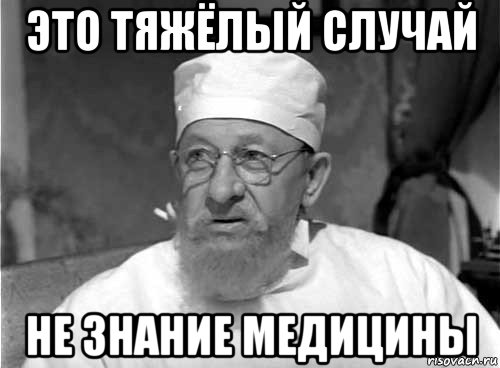 ЭТО ТЯЖЁЛЫЙ СЛУЧАЙ
НЕ ЗНАНИЕ МЕДИЦИНЫ
risovach.ru